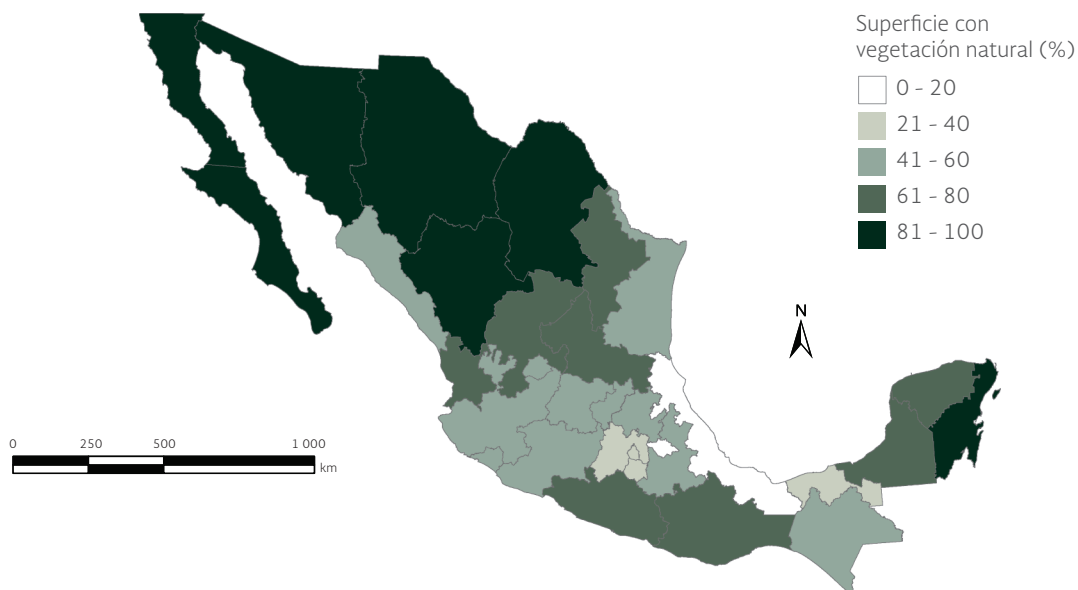 Superficie con
vegetación natural (%)
0 - 20
21 - 40
41 - 60
61 - 80
81 - 100
N
0 250 500 1 000
km